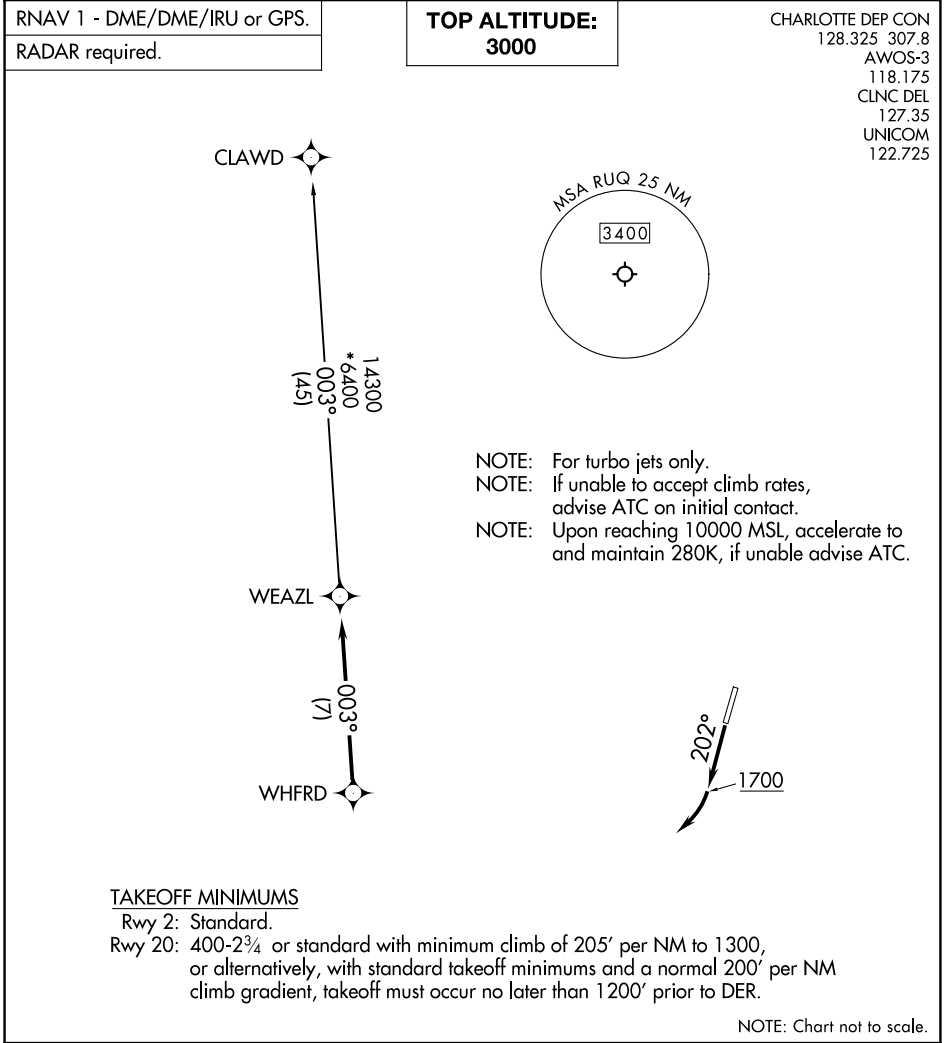 RNAV 1 - DME/DME/IRU or GPS.
RADAR required.
TOP ALTITUDE:
3000
CHARLOTTE DEP CON
128.325 307.8
AWOS-3
118.175
CLNC DEL
127.35
UNICOM
122.725
CLAWD
MSA RUQ 25 NM
3400
14300
*6400
003°
(45)
NOTE: For turbo jets only.
NOTE: If unable to accept climb rates,
advise ATC on initial contact.
NOTE: Upon reaching 10000 MSL, accelerate to
and maintain 280K, if unable advise ATC.
WEAZL
003°
(7)
WHFRD
202°
1700
TAKEOFF MINIMUMS
Rwy 2: Standard.
Rwy 20: 400-2¾ or standard with minimum climb of 205' per NM to 1300,
or alternatively, with standard takeoff minimums and a normal 200' per NM
climb gradient, takeoff must occur no later than 1200' prior to DER.
NOTE: Chart not to scale.